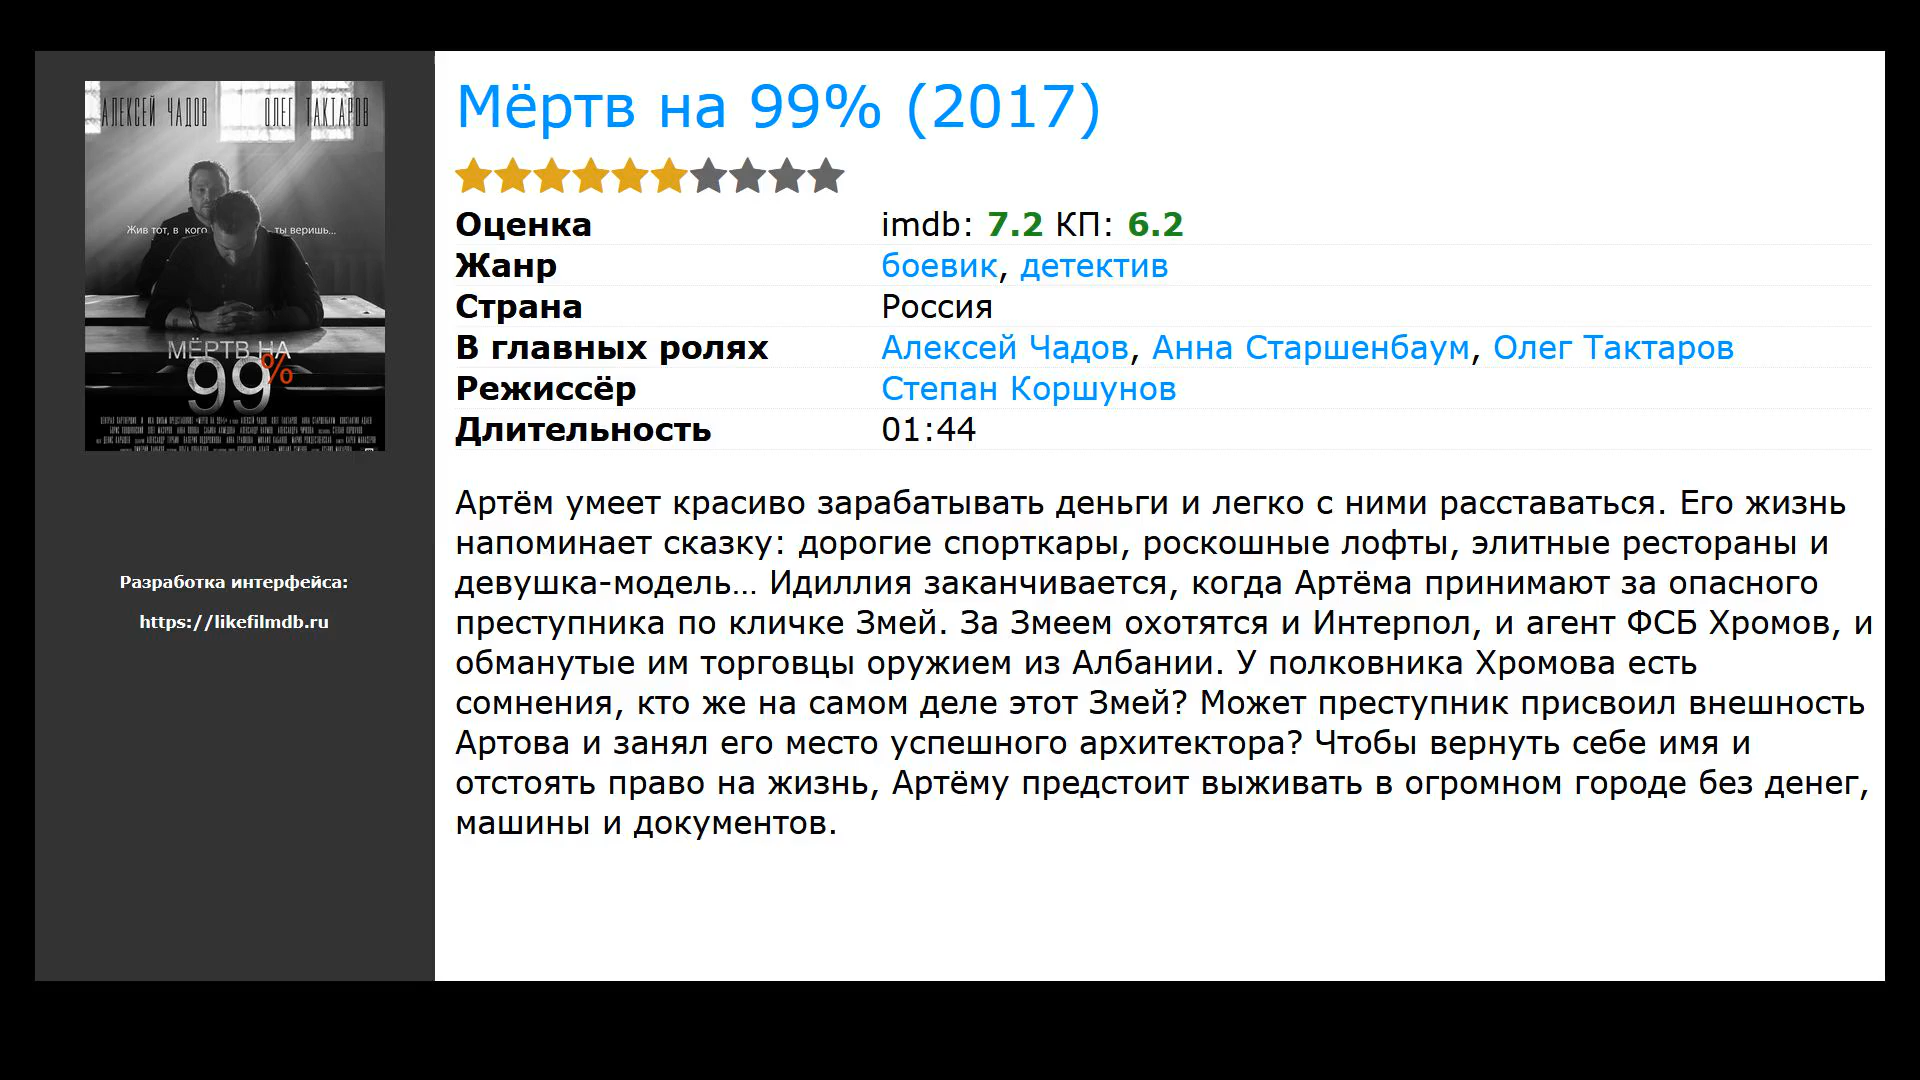 АЛЕКСЕЙ ЧАДОВ ОЛЕГ ТАКТАРОВ
Жив тот, в кого ты веришь...
МЁРТВ НА
99%
Разработка интерфейса:
https://likefilmdb.ru
Мёртв на 99% (2017)
Оценка imdb: 7.2 КП: 6.2
Жанр боевик, детектив
Страна Россия
В главных ролях Алексей Чадов, Анна Старшенбаум, Олег Тактаров
Режиссёр Степан Коршунов
Длительность 01:44
Артём умеет красиво зарабатывать деньги и легко с ними расставаться. Его жизнь
напоминает сказку: дорогие спорткары, роскошные лофты, элитные рестораны и
девушка-модель… Идиллия заканчивается, когда Артёма принимают за опасного
преступника по кличке Змей. За Змеем охотятся и Интерпол, и агент ФСБ Хромов, и
обманутые им торговцы оружием из Албании. У полковника Хромова есть
сомнения, кто же на самом деле этот Змей? Может преступник присвоил внешность
Артова и занял его место успешного архитектора? Чтобы вернуть себе имя и
отстоять право на жизнь, Артёму предстоит выживать в огромном городе без денег,
машины и документов.